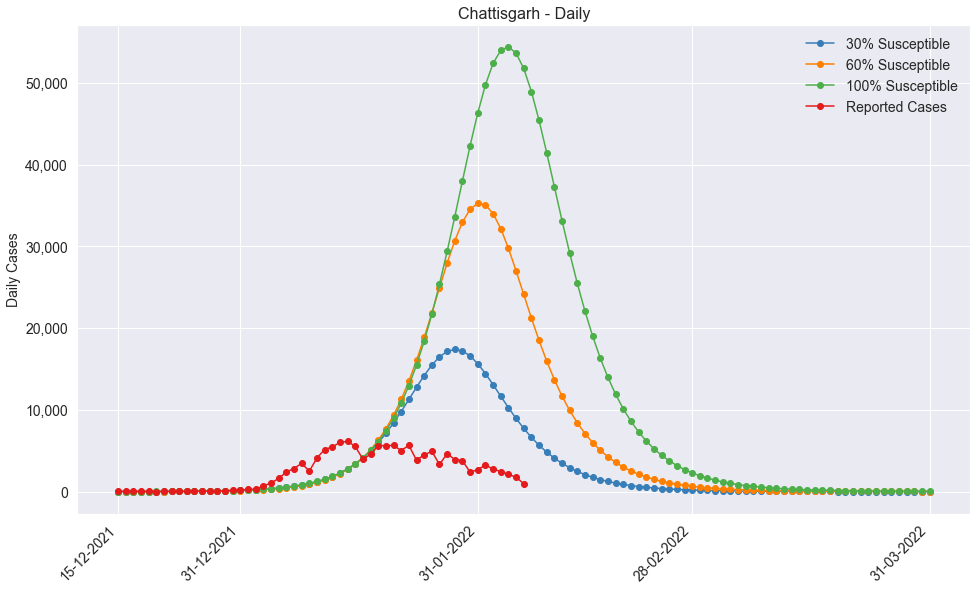 Chattisgarh - Daily
30% Susceptible
60% Susceptible
100% Susceptible
Reported Cases
Daily Cases
50,000
40,000
30,000
20,000
10,000
0
15-12-2021
31-12-2021
31-01-2022
28-02-2022
31-03-2022